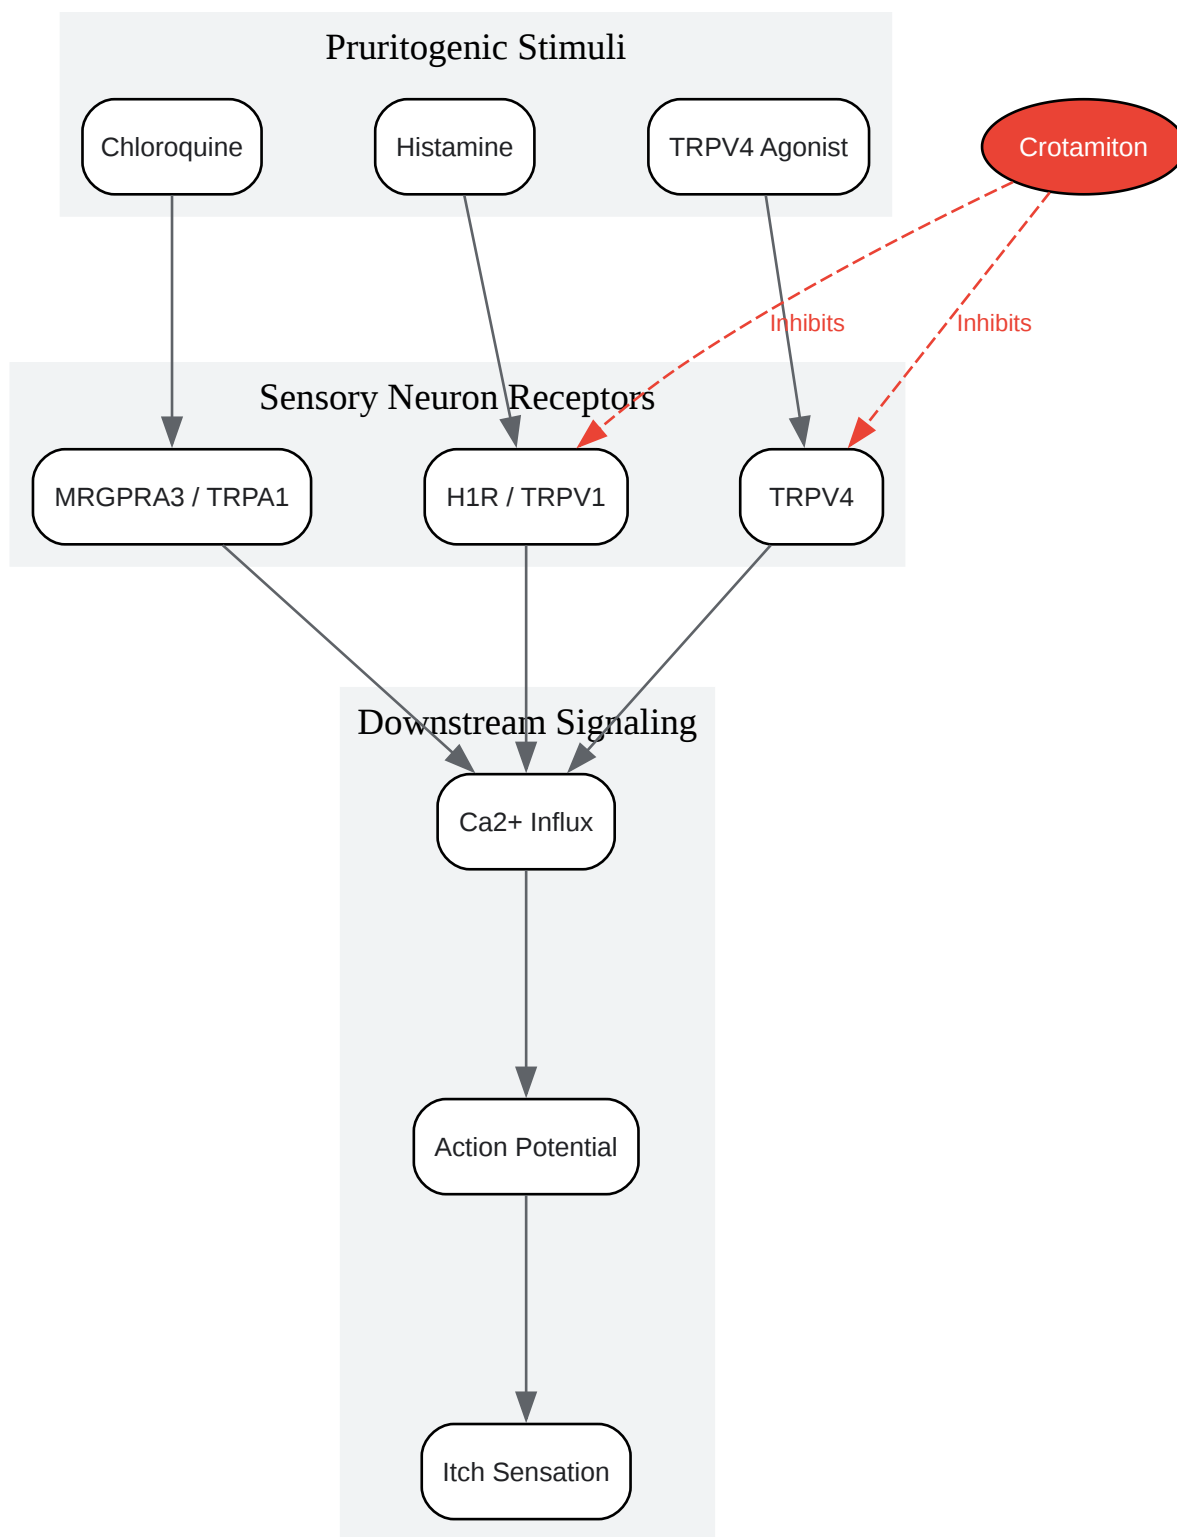 Pruritogenic Stimuli
Chloroquine
Histamine
TRPV4 Agonist
Crotamiton
Inhibits
Inhibits
Sensory Neuron Receptors
MRGPRA3 / TRPA1
H1R / TRPV1
TRPV4
Downstream Signaling
Ca2+ Influx
Action Potential
Itch Sensation